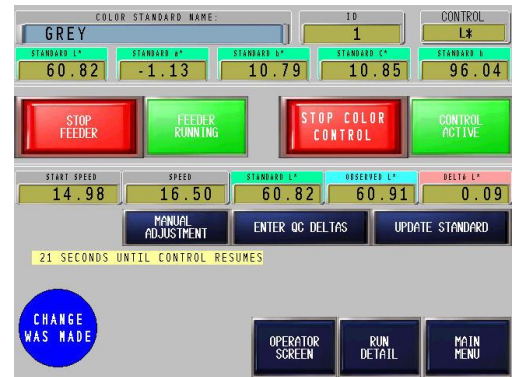 COLOR STANDARD NAME: ID CONTROL
GREY 1 L*
STANDARD L* STANDARD a* STANDARD b* STANDARD C* STANDARD h
60.82 -1.13 10.79 10.85 96.04
STOP FEEDER
FEEDER RUNNING
STOP COLOR CONTROL
CONTROL ACTIVE
START SPEED SPEED STANDARD L* OBSERVED L* DELTA L*
14.98 16.50 60.82 60.91 0.09
MANUAL ADJUSTMENT
ENTER QC DELTAS
UPDATE STANDARD
21 SECONDS UNTIL CONTROL RESUMES
CHANGE
WAS MADE
OPERATOR SCREEN
RUN DETAIL
MAIN MENU